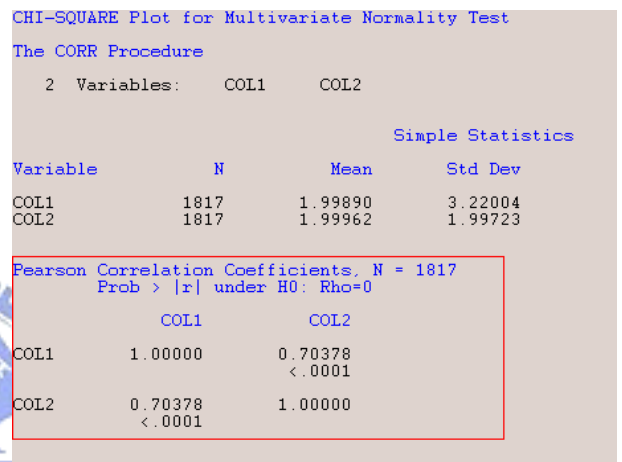 CHI-SQUARE Plot for Multivariate Normality Test
The CORR Procedure
2 Variables: COL1 COL2
Simple Statistics
Variable N Mean Std Dev
COL1 1817 1.99890 3.22004
COL2 1817 1.99962 1.99723
Pearson Correlation Coefficients, N = 1817
Prob > |r| under H0: Rho=0
COL1 COL2
COL1 1.00000 0.70378
<.0001
COL2 0.70378 1.00000
<.0001